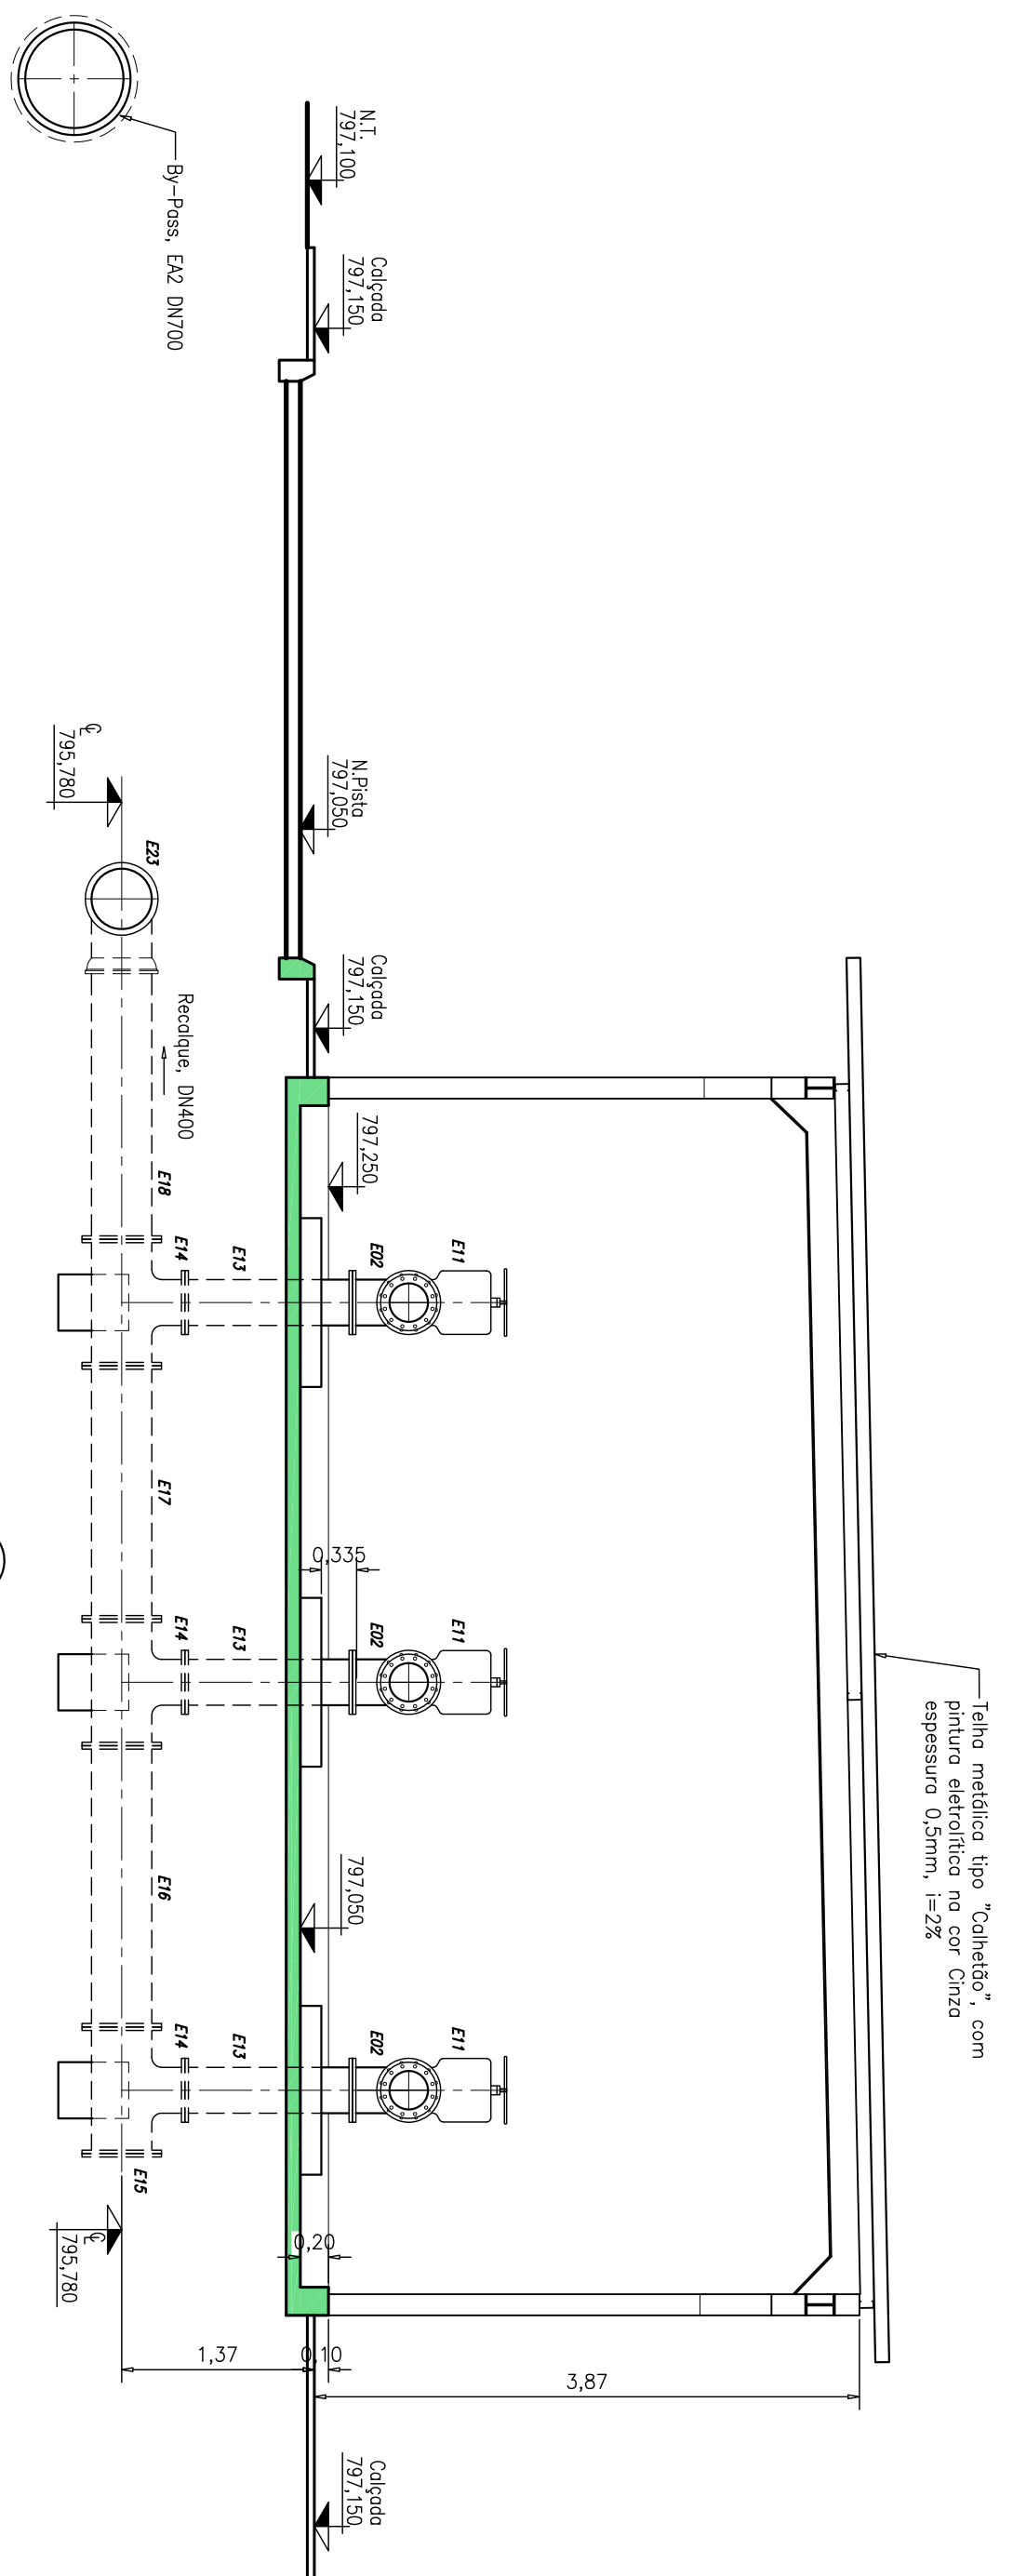 Telha metálica tipo "Calhetão", com
pintura eletrolítica na cor Cinza
espessura 0,5mm, i=2%
N.T.
797,100
Calçada
797,150
N.Pista
797,050
Calçada
797,150
797,250
797,050
Calçada
797,150
E11
E11
E11
E02
E02
E02
0,335
0,20
0,10
1,37
3,87
E13
E13
E13
E14
E14
E14
By-Pass, EA2 DN700
Recalque, DN400
E23
E18
E17
E16
E15
795,780
795,780